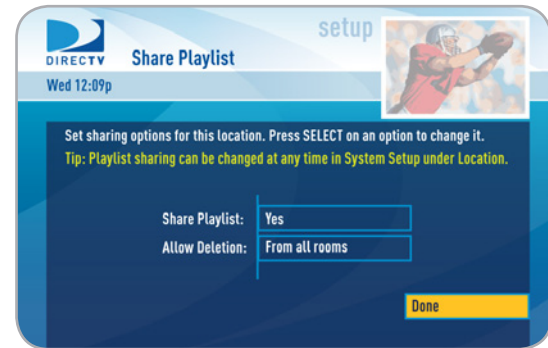 setup
DIRECTV
Share Playlist
Wed 12:09p
Set sharing options for this location. Press SELECT on an option to change it.
Tip: Playlist sharing can be changed at any time in System Setup under Location.
Share Playlist: Yes
Allow Deletion: From all rooms
Done